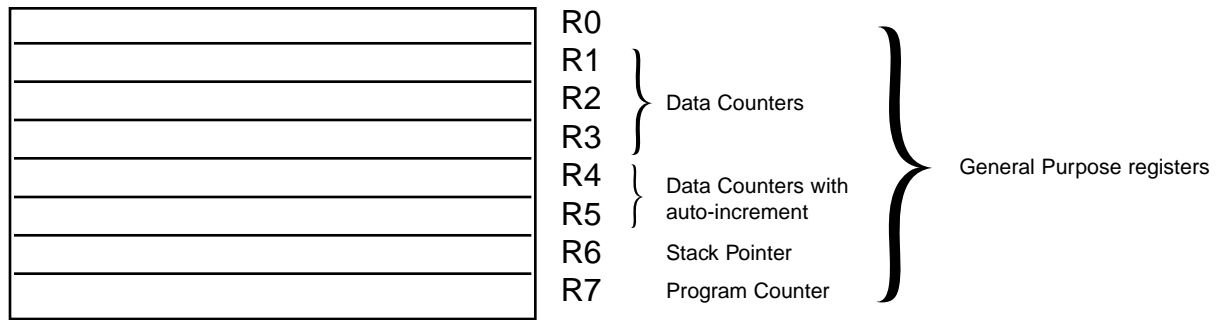 R0
R1
R2
R3
R4
R5
R6
R7
Data Counters
Data Counters with
auto-increment
Stack Pointer
Program Counter
General Purpose registers